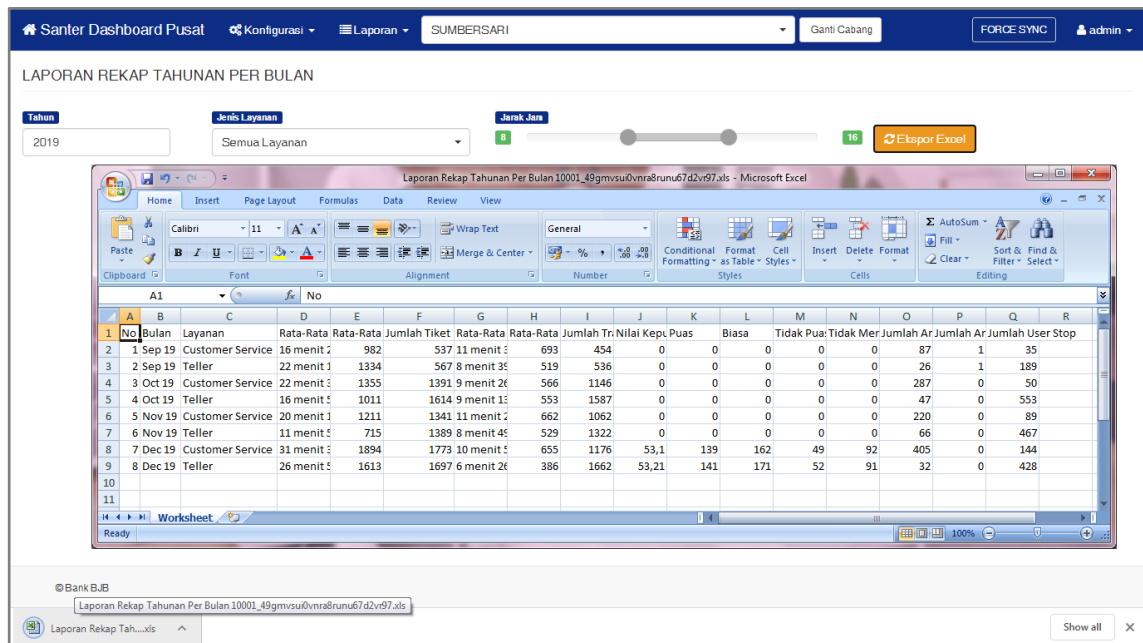 Santer Dashboard Pusat Konfigurasi Laporan SUMBERSARI Ganti Cabang FORCE SYNC admin
LAPORAN REKAP TAHUNAN PER BULAN
Tahun Jenis Layanan Jarak Jam
2019 Semua Layanan 8 16 Ekspor Excel
Laporan Rekap Tahunan Per Bulan 10001_49gmvsui0vnra8runu67d2vr97.xls - Microsoft Excel
Home Insert Page Layout Formulas Data Review View
Calibri 11 Wrap Text General Σ AutoSum
Paste B I U Merge & Center % , Conditional Formatting Format as Table Cell Styles Insert Delete Format Fill Clear Sort & Filter Find & Select
Clipboard Font Alignment Number Styles Cells Editing
A1 fx No
A B C D E F G H I J K L M N O P Q R
1 No Bulan Layanan Rata-Rata Rata-Rata Jumlah Tiket Rata-Rata Rata-Rata Jumlah Tr Nilai Kepu Puas Biasa Tidak Pua Tidak Mer Jumlah Ar Jumlah Ar Jumlah User Stop
2 1 Sep 19 Customer Service 16 menit 2 982 537 11 menit 3 693 454 0 0 0 0 0 87 1 35
3 2 Sep 19 Teller 22 menit 1 1334 567 8 menit 39 519 536 0 0 0 0 0 26 1 189
4 3 Oct 19 Customer Service 22 menit 3 1355 1391 9 menit 26 566 1146 0 0 0 0 0 287 0 50
5 4 Oct 19 Teller 16 menit 5 1011 1614 9 menit 13 553 1587 0 0 0 0 0 47 0 553
6 5 Nov 19 Customer Service 20 menit 1 1211 1341 11 menit 2 662 1062 0 0 0 0 0 220 0 89
7 6 Nov 19 Teller 11 menit 5 715 1389 8 menit 49 529 1322 0 0 0 0 0 66 0 467
8 7 Dec 19 Customer Service 31 menit 3 1894 1773 10 menit 5 655 1176 53,1 139 162 49 92 405 0 144
9 8 Dec 19 Teller 26 menit 5 1613 1697 6 menit 26 386 1662 53,21 141 171 52 91 32 0 428
10
11
Worksheet
Ready 100%
© Bank BJB
Laporan Rekap Tahunan Per Bulan 10001_49gmvsui0vnra8runu67d2vr97.xls
Laporan Rekap Tah....xls Show all